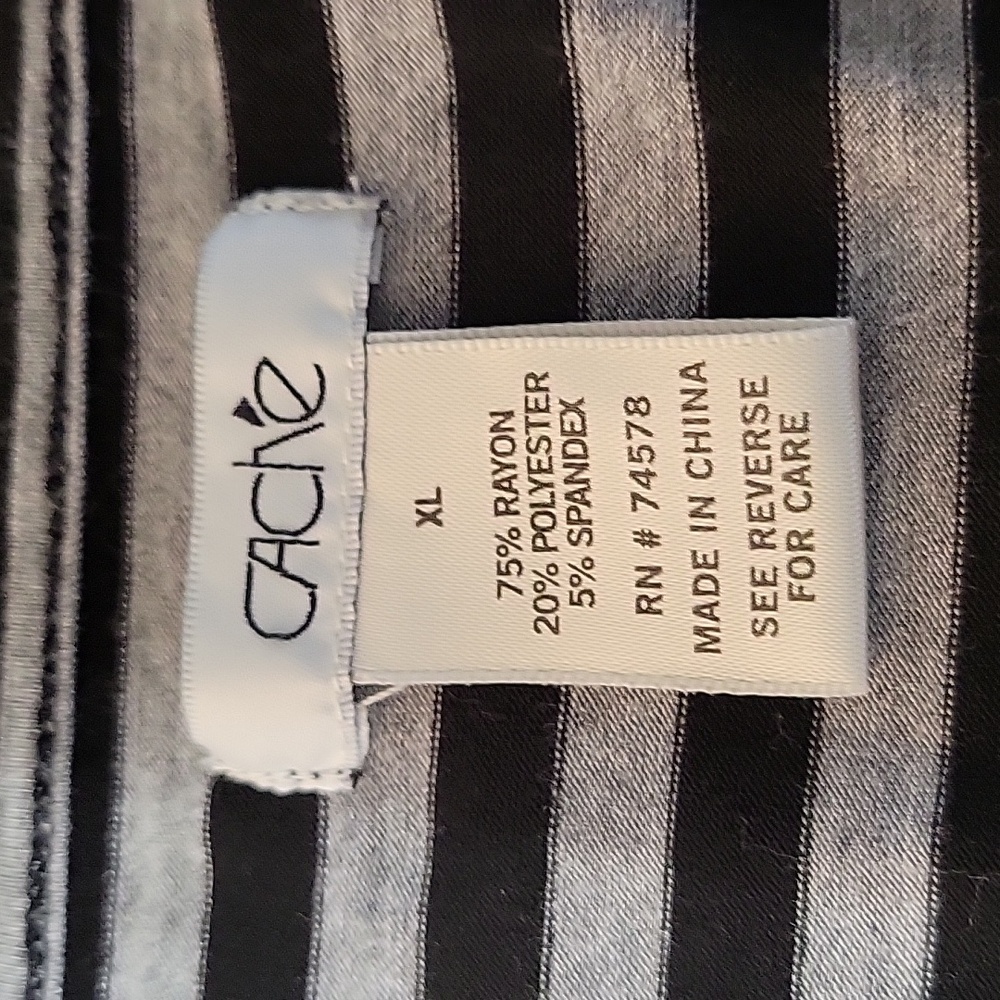 CAChé
XL
75% RAYON
20% POLYESTER
5% SPANDEX
RN # 74578
MADE IN CHINA
SEE REVERSE
FOR CARE